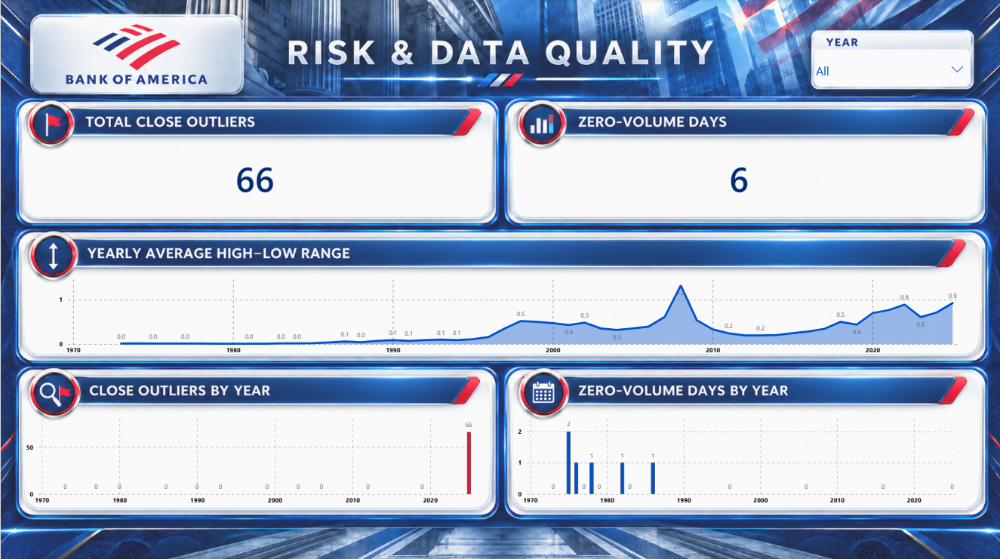 BANK OF AMERICA
RISK & DATA QUALITY
YEAR
All
TOTAL CLOSE OUTLIERS
66
ZERO-VOLUME DAYS
6
YEARLY AVERAGE HIGH–LOW RANGE
1
0
0.0 0.0 0.0 0.0 0.0 0.0 0.1 0.0 0.1 0.1 0.1 0.1 0.5 0.4 0.5 0.3 0.2 0.2 0.5 0.4 0.9 0.6 0.9
1970 1980 1990 2000 2010 2020
CLOSE OUTLIERS BY YEAR
66
50
0 0 0 0 0 0 0 0 0 0
0
1970 1980 1990 2000 2010 2020
ZERO-VOLUME DAYS BY YEAR
2
2
1 1 1
1
0 0 0 0 0 0 0 0
0
1970 1980 1990 2000 2010 2020